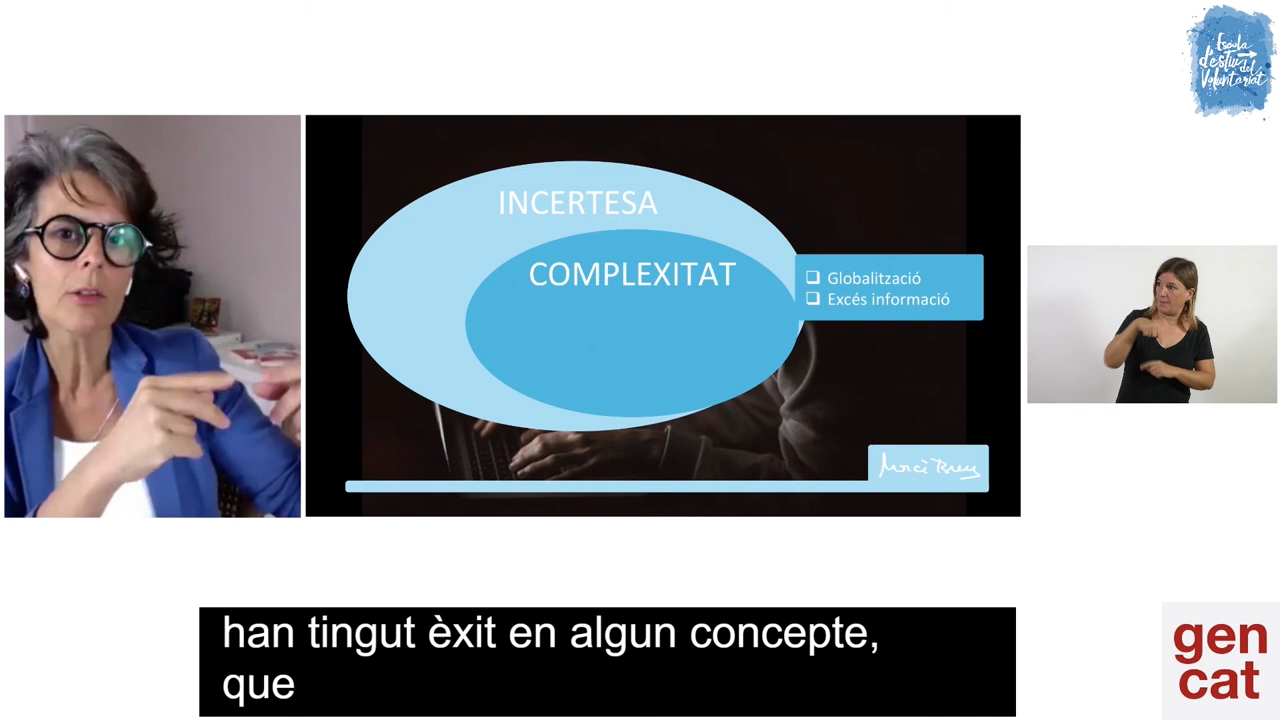 Escola
d'estiu del
Voluntariat
INCERTESA
COMPLEXITAT
❑ Globalització
❑ Excés informació
han tingut èxit en algun concepte,
que
gen
cat